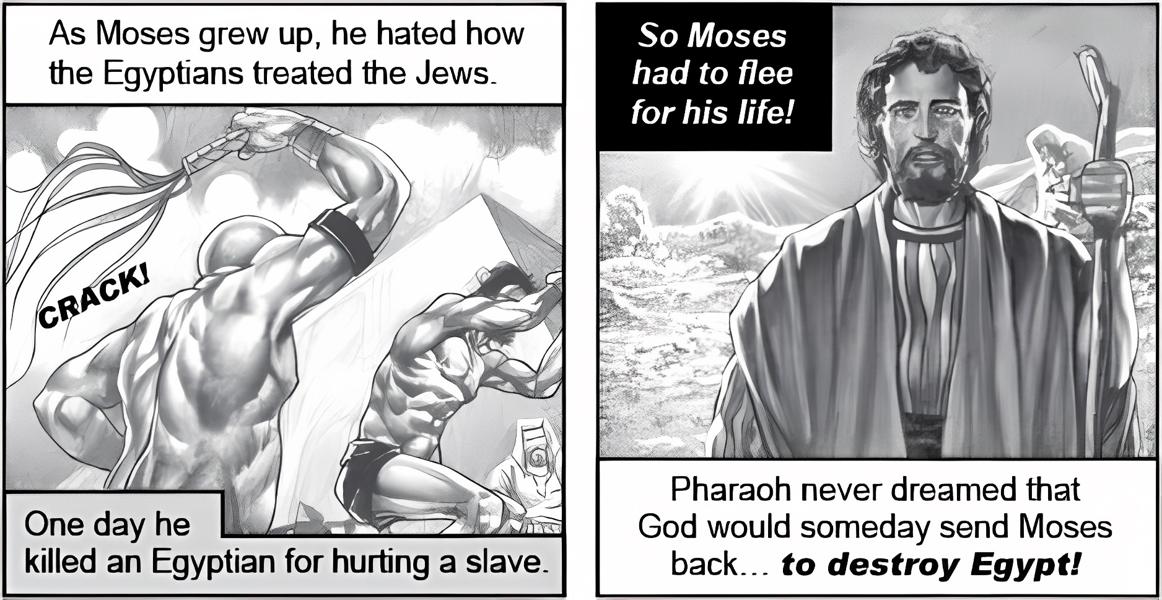 As Moses grew up, he hated how
the Egyptians treated the Jews.
CRACK!
One day he
killed an Egyptian for hurting a slave.
So Moses
had to flee
for his life!
Pharaoh never dreamed that
God would someday send Moses
back... to destroy Egypt!